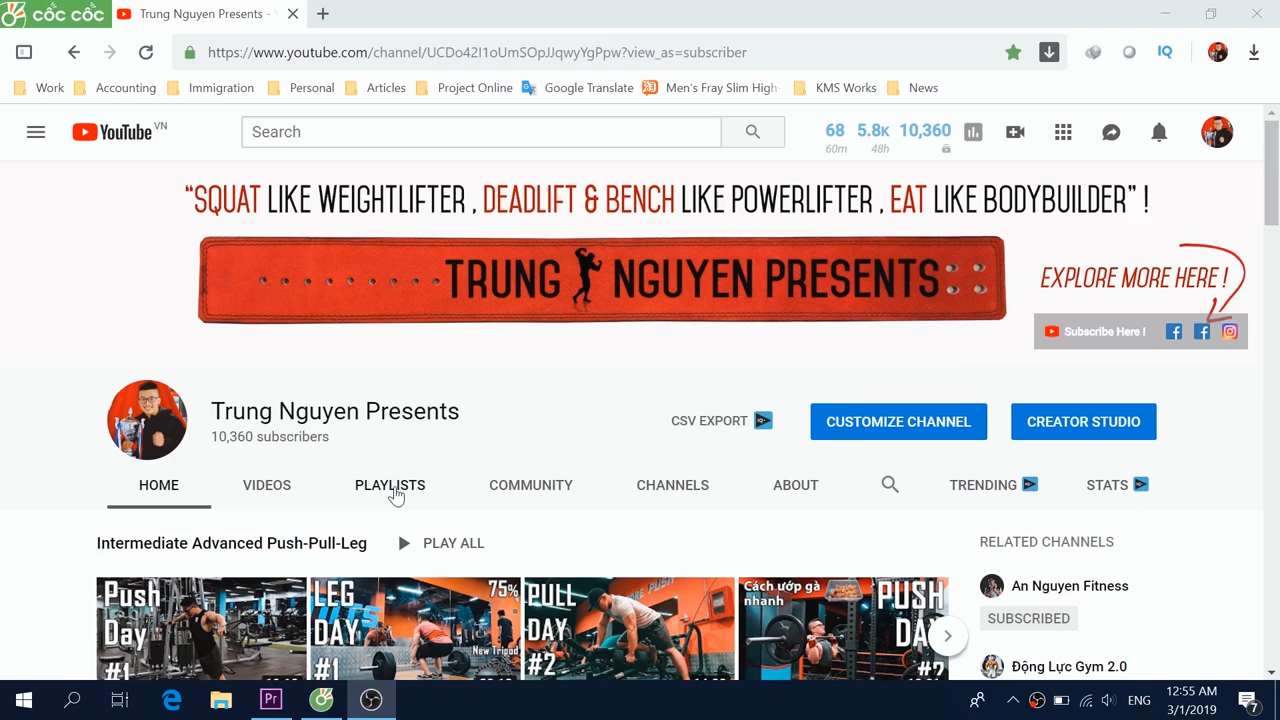 cốc cốc
Trung Nguyen Presents -
https://www.youtube.com/channel/UCDo42I1oUmSOpJJqwyYgPpw?view_as=subscriber
IQ
Work Accounting Immigration Personal Articles Project Online Google Translate Men's Fray Slim High- KMS Works News
YouTube VN
Search
68 5.8K 10,360
60m 48h
"SQUAT LIKE WEIGHTLIFTER , DEADLIFT & BENCH LIKE POWERLIFTER , EAT LIKE BODYBUILDER" !
TRUNG NGUYEN PRESENTS
EXPLORE MORE HERE !
Subscribe Here !
Trung Nguyen Presents
10,360 subscribers
CSV EXPORT
CUSTOMIZE CHANNEL
CREATOR STUDIO
HOME VIDEOS PLAYLISTS COMMUNITY CHANNELS ABOUT TRENDING STATS
Intermediate Advanced Push-Pull-Leg PLAY ALL
RELATED CHANNELS
Push
Day
#1
LEG
DAY
#1
75%
New Tripod
PULL
DAY
#2
Cách ướp gà
nhanh
PUSH
DAY
#2
An Nguyen Fitness
SUBSCRIBED
Động Lực Gym 2.0
Pr
ENG
12:55 AM
3/1/2019
7